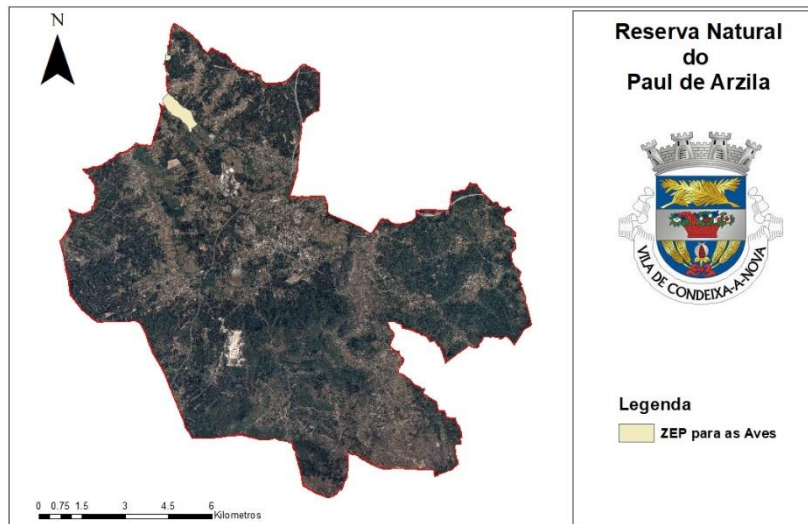 N
Reserva Natural
do
Paul de Arzila
VILA DE CONDEIXA-A-NOVA
Legenda
ZEP para as Aves
0 0.75 1.5 3 4.5 6
Kilometros